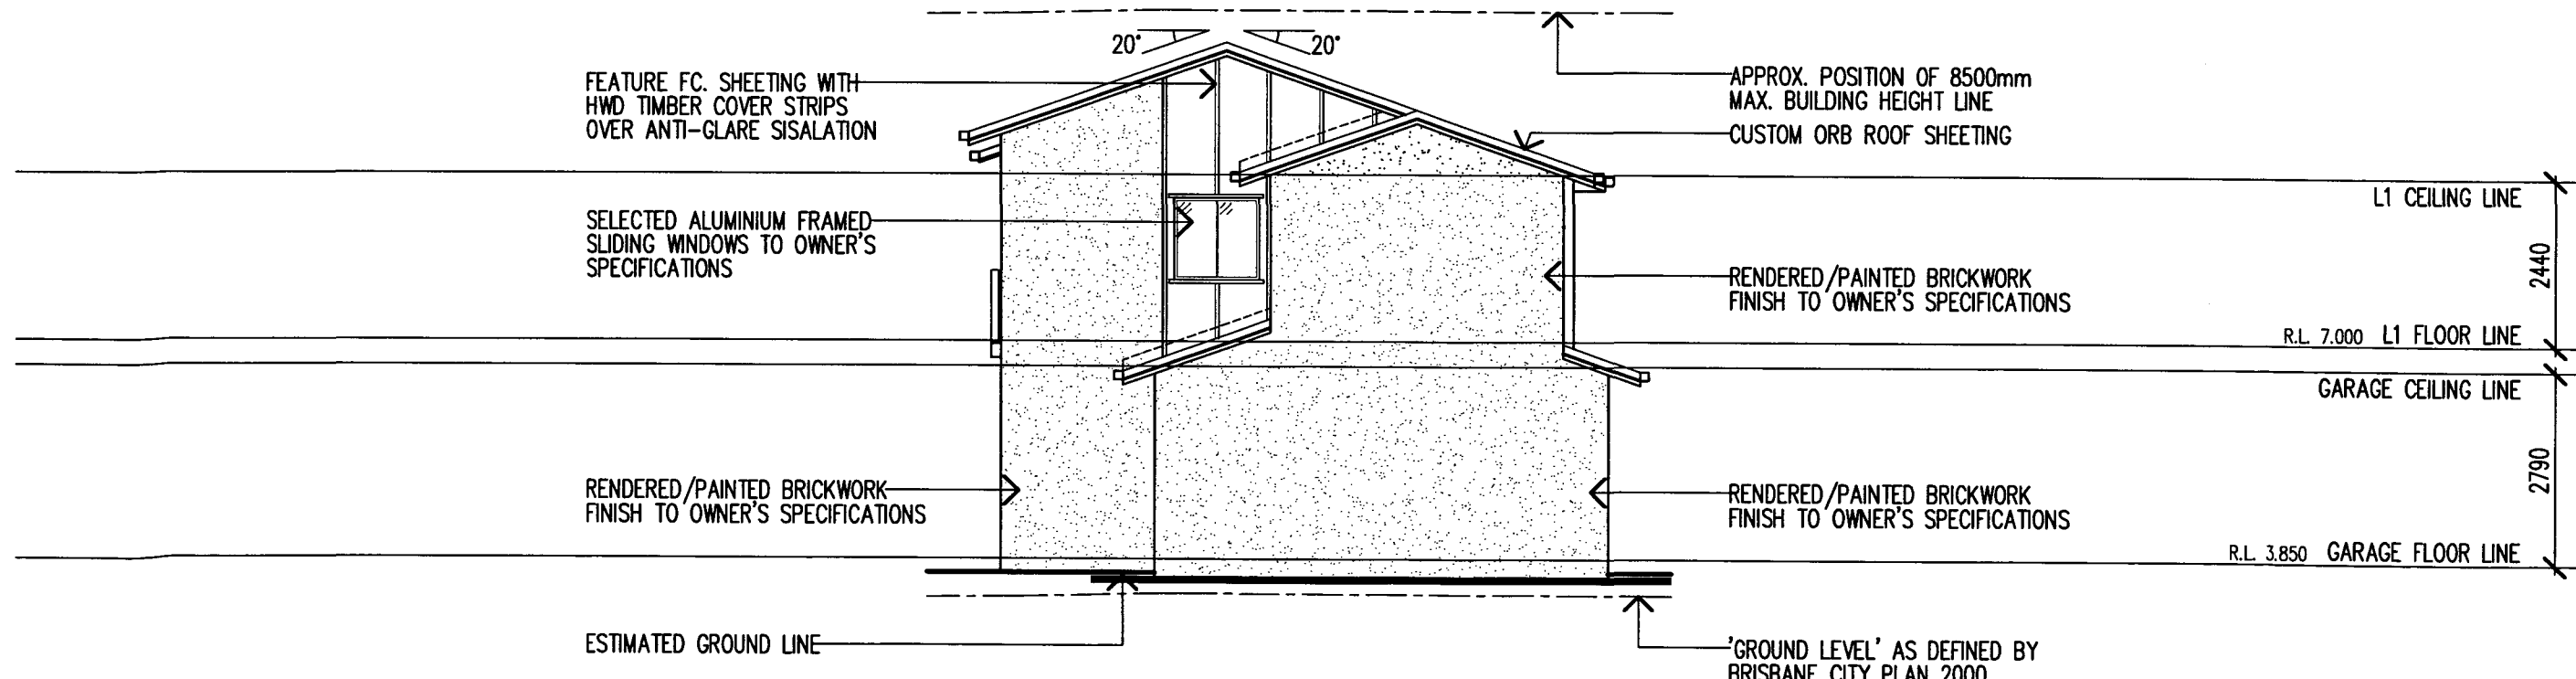 20°
20°
FEATURE FC. SHEETING WITH
HWD TIMBER COVER STRIPS
OVER ANTI-GLARE SISALATION
APPROX. POSITION OF 8500mm
MAX. BUILDING HEIGHT LINE
CUSTOM ORB ROOF SHEETING
L1 CEILING LINE
SELECTED ALUMINIUM FRAMED
SLIDING WINDOWS TO OWNER'S
SPECIFICATIONS
2440
RENDERED/PAINTED BRICKWORK
FINISH TO OWNER'S SPECIFICATIONS
R.L. 7.000 L1 FLOOR LINE
GARAGE CEILING LINE
2790
RENDERED/PAINTED BRICKWORK
FINISH TO OWNER'S SPECIFICATIONS
RENDERED/PAINTED BRICKWORK
FINISH TO OWNER'S SPECIFICATIONS
R.L. 3.850 GARAGE FLOOR LINE
ESTIMATED GROUND LINE
'GROUND LEVEL' AS DEFINED BY
BRISBANE CITY PLAN 2000